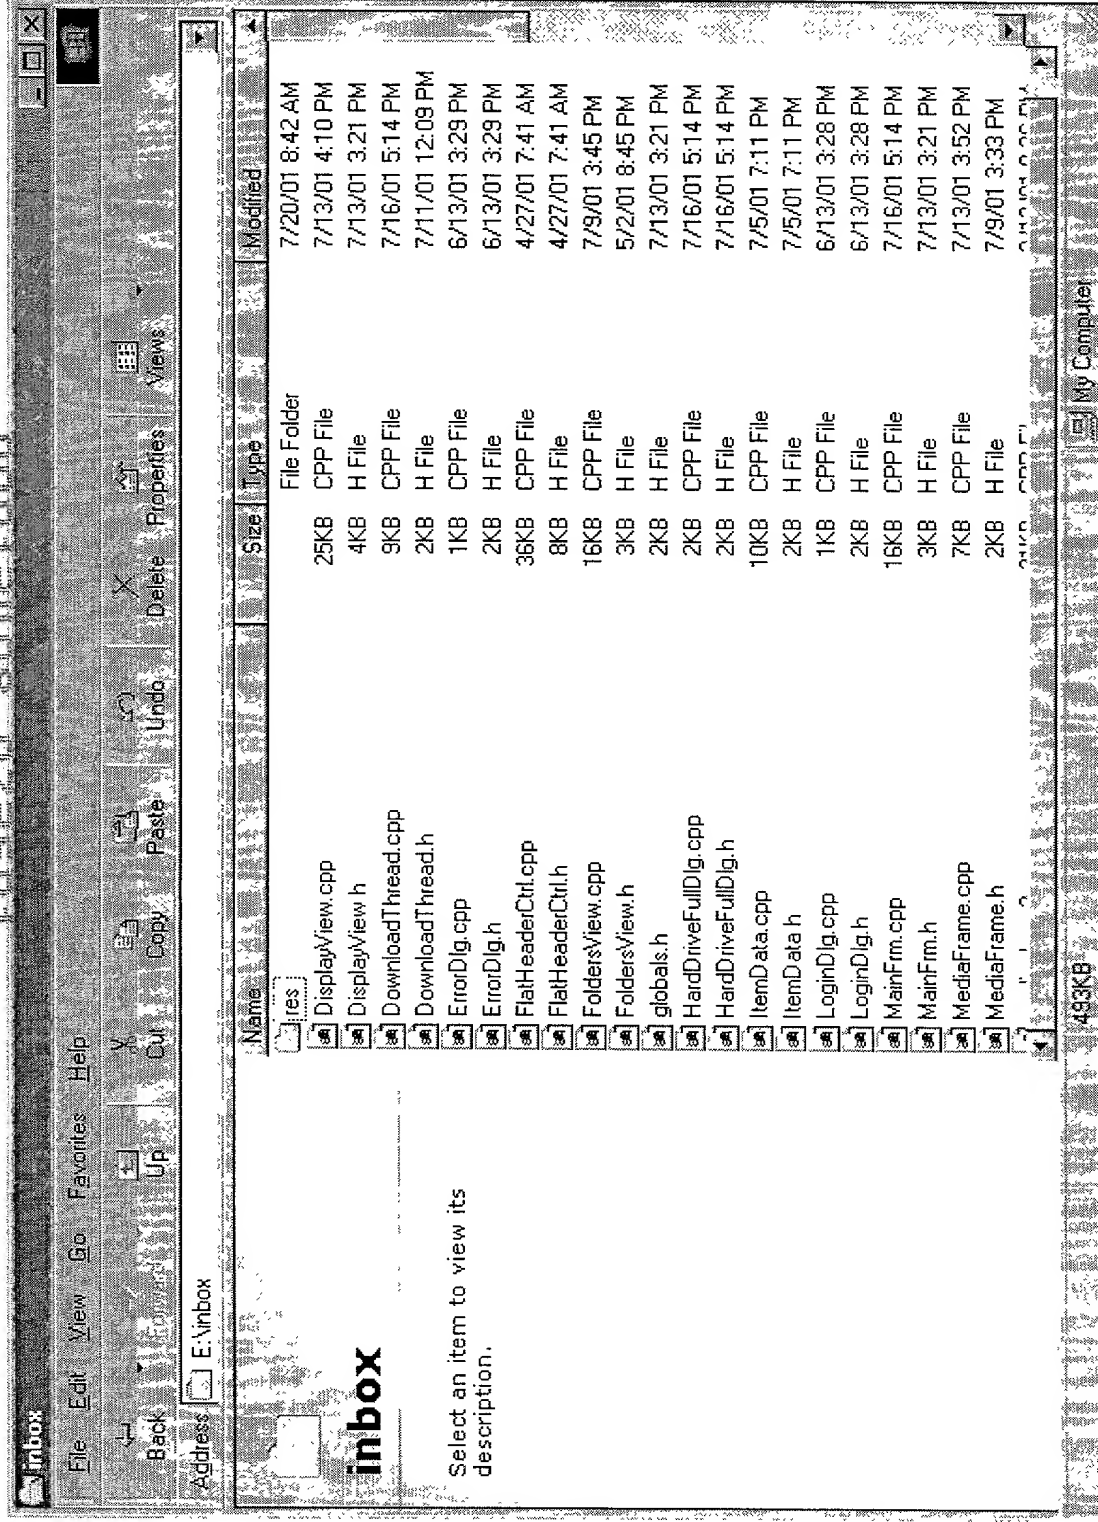 inbox
File Edit View Go Favorites Help
Back Forward Up Cut Copy Paste Undo Delete Properties Views
Address E:\inbox
inbox
Select an item to view its
description.
Name Size Type Modified
res File Folder 7/20/01 8:42 AM
DisplayView.cpp 25KB CPP File 7/13/01 4:10 PM
DisplayView.h 4KB H File 7/13/01 3:21 PM
DownloadThread.cpp 9KB CPP File 7/16/01 5:14 PM
DownloadThread.h 2KB H File 7/11/01 12:09 PM
ErrorDlg.cpp 1KB CPP File 6/13/01 3:29 PM
ErrorDlg.h 2KB H File 6/13/01 3:29 PM
FlatHeaderCtrl.cpp 36KB CPP File 4/27/01 7:41 AM
FlatHeaderCtrl.h 8KB H File 4/27/01 7:41 AM
FoldersView.cpp 16KB CPP File 7/9/01 3:45 PM
FoldersView.h 3KB H File 5/2/01 8:45 PM
globals.h 2KB H File 7/13/01 3:21 PM
HardDriveFullDlg.cpp 2KB CPP File 7/16/01 5:14 PM
HardDriveFullDlg.h 2KB H File 7/16/01 5:14 PM
ItemData.cpp 10KB CPP File 7/5/01 7:11 PM
ItemData.h 2KB H File 7/5/01 7:11 PM
LoginDlg.cpp 1KB CPP File 6/13/01 3:28 PM
LoginDlg.h 2KB H File 6/13/01 3:28 PM
MainFrm.cpp 16KB CPP File 7/16/01 5:14 PM
MainFrm.h 3KB H File 7/13/01 3:21 PM
MediaFrame.cpp 7KB CPP File 7/13/01 3:52 PM
MediaFrame.h 2KB H File 7/9/01 3:33 PM
493KB My Computer